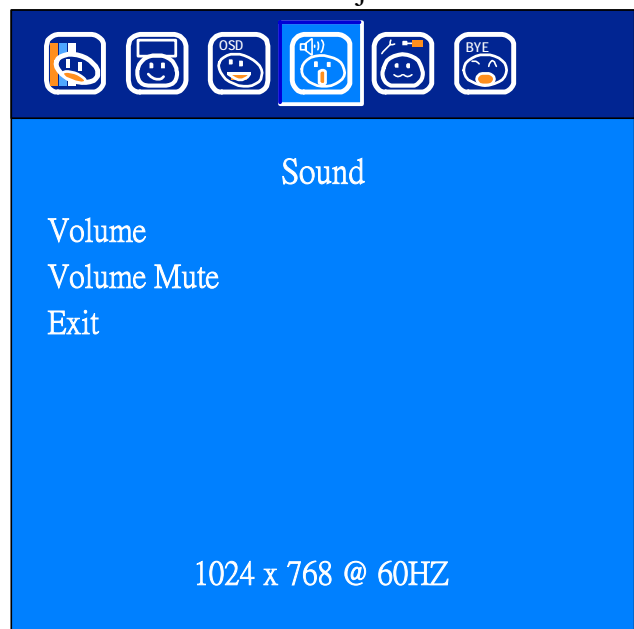 OSD
BYE
Sound
Volume
Volume Mute
Exit
1024 x 768 @ 60HZ